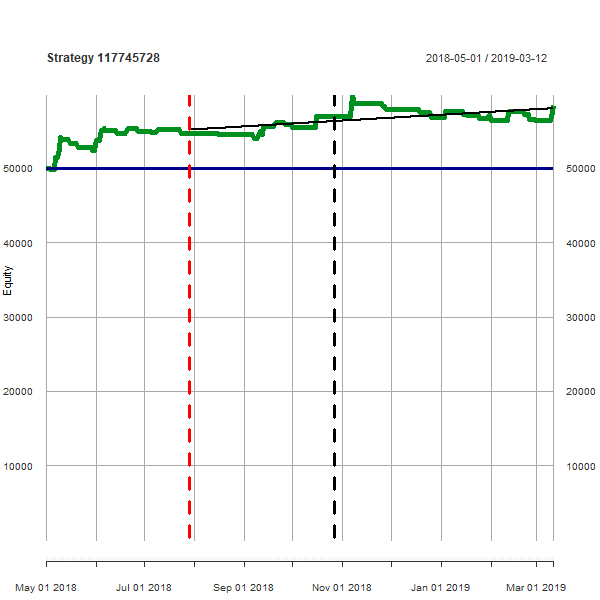 Strategy 117745728
2018-05-01 / 2019-03-12
50000
50000
40000
40000
Equity
30000
30000
20000
20000
10000
10000
May 01 2018
Jul 01 2018
Sep 01 2018
Nov 01 2018
Jan 01 2019
Mar 01 2019